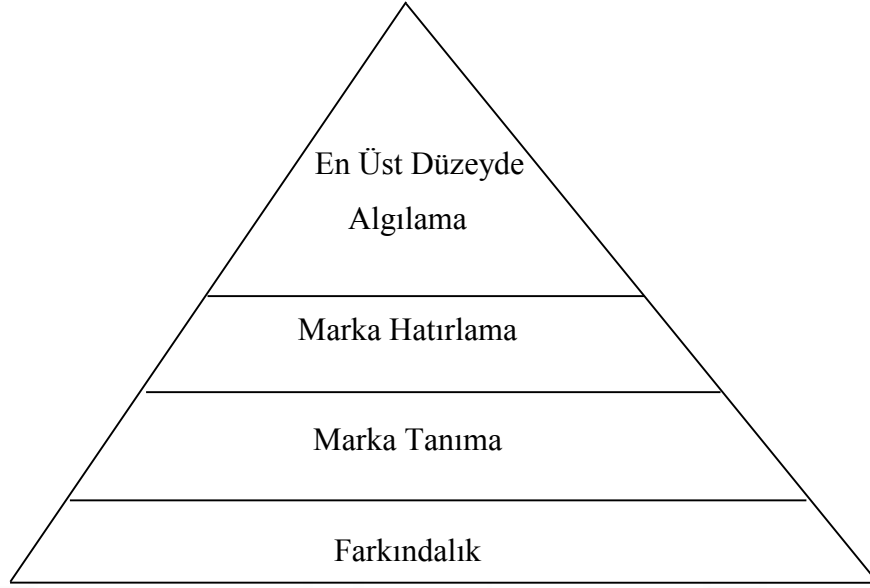 En Üst Düzeyde
Algılama
Marka Hatırlama
Marka Tanıma
Farkındalık